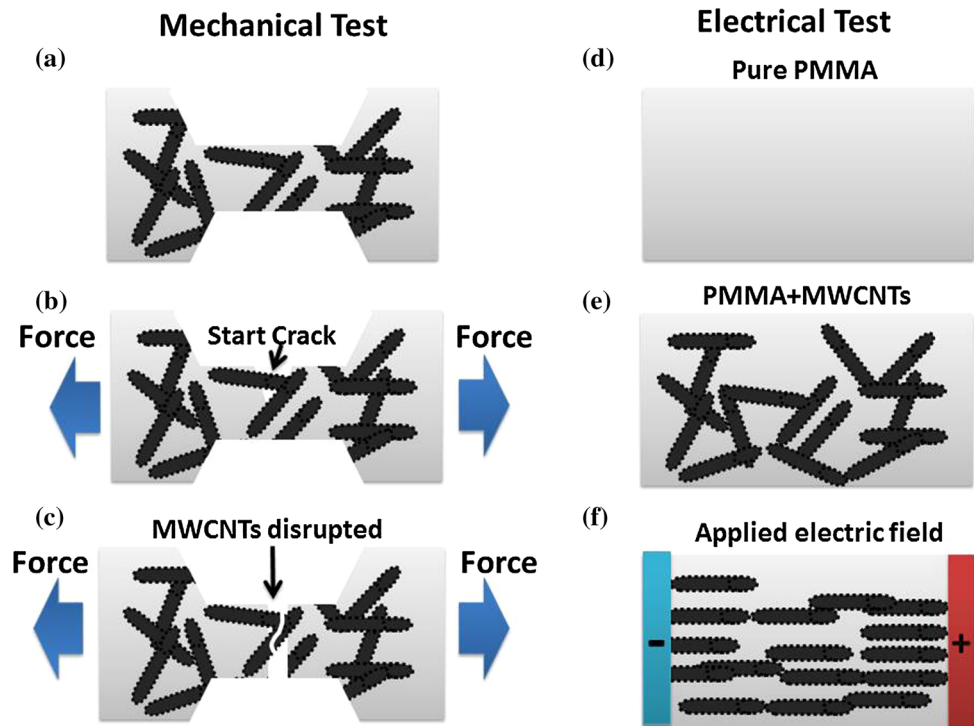 Mechanical Test
(a)
(b)
Force
Start Crack
Force
(c)
MWCNTs disrupted
Force
Force
Electrical Test
(d)
Pure PMMA
(e)
PMMA+MWCNTs
(f)
Applied electric field
-
+